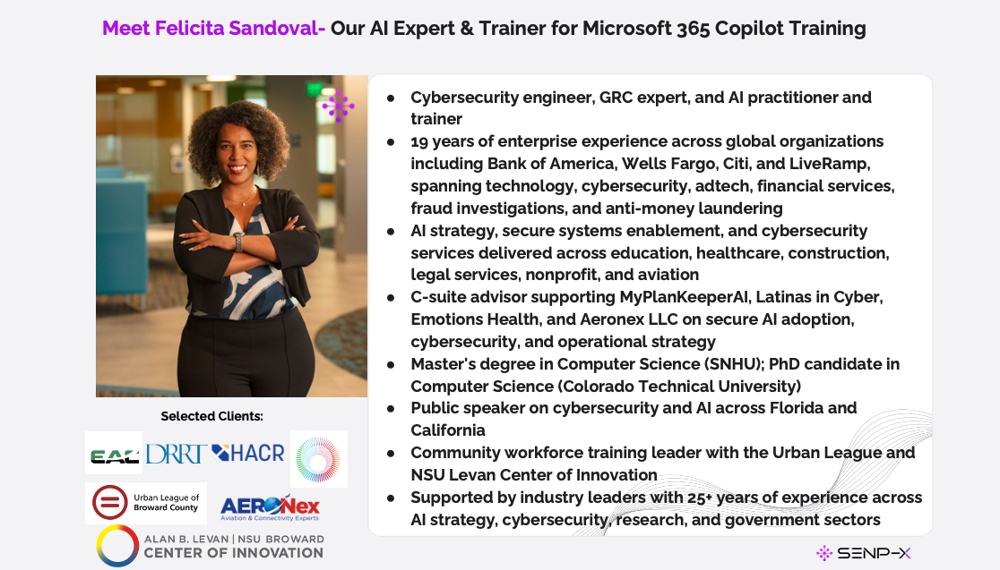 Meet Felicita Sandoval- Our AI Expert & Trainer for Microsoft 365 Copilot Training
● Cybersecurity engineer, GRC expert, and AI practitioner and
trainer
● 19 years of enterprise experience across global organizations
including Bank of America, Wells Fargo, Citi, and LiveRamp,
spanning technology, cybersecurity, adtech, financial services,
fraud investigations, and anti-money laundering
● AI strategy, secure systems enablement, and cybersecurity
services delivered across education, healthcare, construction,
legal services, nonprofit, and aviation
● C-suite advisor supporting MyPlanKeeperAI, Latinas in Cyber,
Emotions Health, and Aeronex LLC on secure AI adoption,
cybersecurity, and operational strategy
● Master's degree in Computer Science (SNHU); PhD candidate in
Computer Science (Colorado Technical University)
● Public speaker on cybersecurity and AI across Florida and
California
● Community workforce training leader with the Urban League and
NSU Levan Center of Innovation
● Supported by industry leaders with 25+ years of experience across
AI strategy, cybersecurity, research, and government sectors
Selected Clients:
EAC
DRRT
HACR
Urban League of
Broward County
AERONex
Aviation & Connectivity Experts
ALAN B. LEVAN | NSU BROWARD
CENTER OF INNOVATION
SENP-X